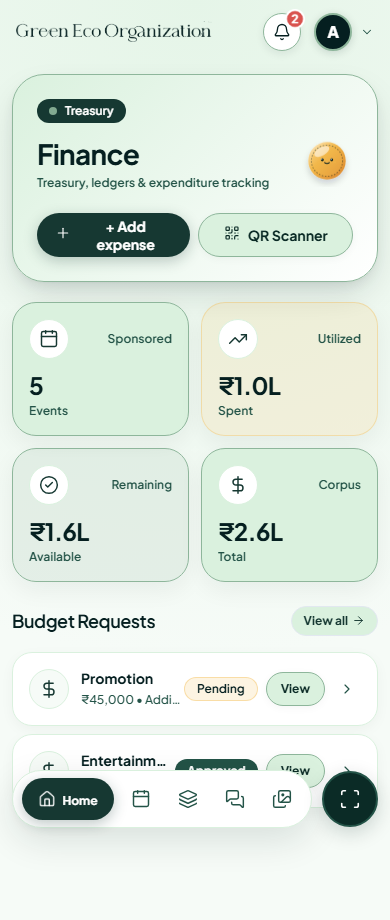 Green Eco Organization
2
A
Treasury
Finance
Treasury, ledgers & expenditure tracking
+ Add
expense
QR Scanner
Sponsored
5
Events
Utilized
₹1.0L
Spent
Remaining
₹1.6L
Available
Corpus
₹2.6L
Total
Budget Requests
View all →
Promotion
₹45,000 • Addi...
Pending
View
Entertainm...
Approved
View
Home